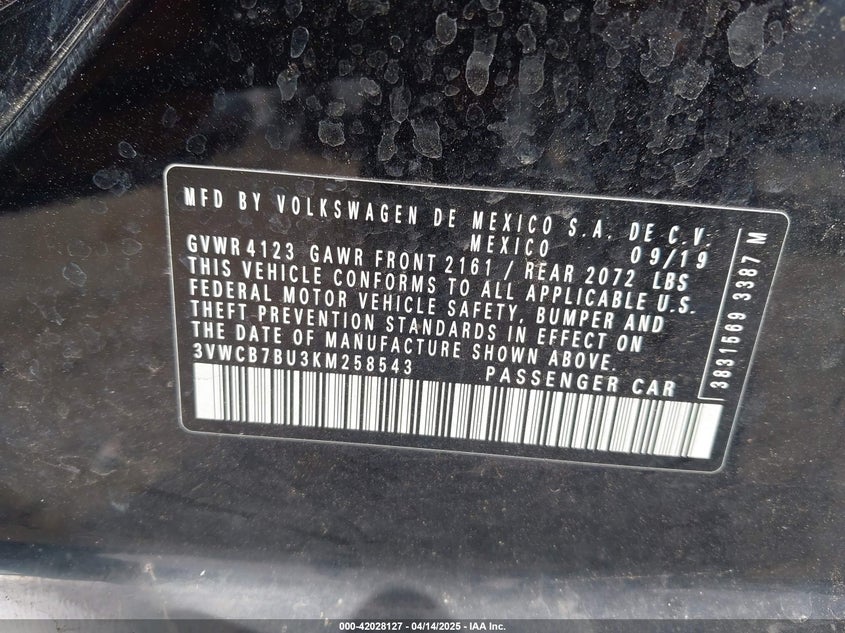 MFD BY VOLKSWAGEN DE MEXICO S.A. DE C.V.
MEXICO 09/19
GVWR 4123 GAWR FRONT 2161 / REAR 2072 LBS
THIS VEHICLE CONFORMS TO ALL APPLICABLE U.S.
FEDERAL MOTOR VEHICLE SAFETY, BUMPER AND
THEFT PREVENTION STANDARDS IN EFFECT ON
THE DATE OF MANUFACTURE SHOWN ABOVE.
3VWCB7BU3KM258543 PASSENGER CAR
3831569 3387 M
000-42028127 - 04/14/2025 - IAA Inc.